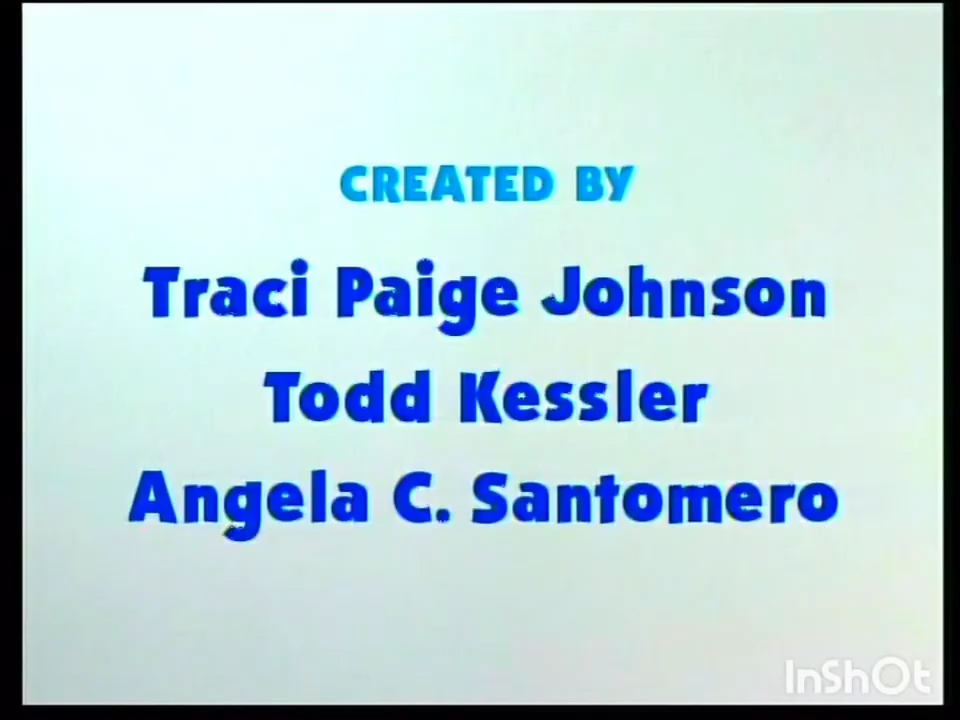 CREATED BY
Traci Paige Johnson
Todd Kessler
Angela C. Santomero
InShOt